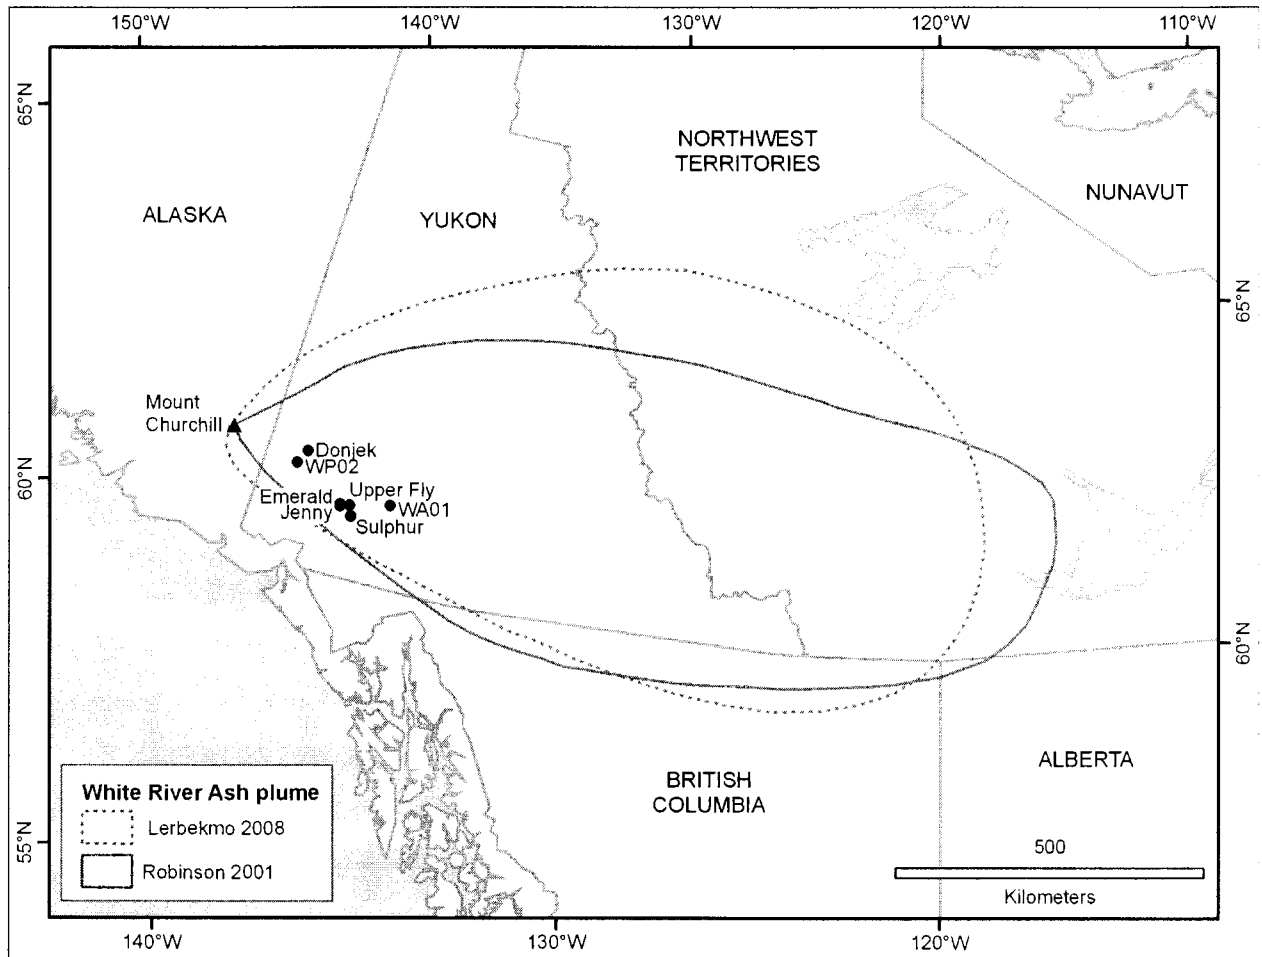 150°W
140°W
130°W
120°W
110°W
65°N
NORTHWEST
TERRITORIES
NUNAVUT
ALASKA
YUKON
65°N
Mount
Churchill
Donjek
WP02
60°N
Emerald
Upper Fly
Jenny
WA01
Sulphur
60°N
ALBERTA
BRITISH
COLUMBIA
White River Ash plume
Lerbekmo 2008
Robinson 2001
55°N
500
Kilometers
140°W
130°W
120°W